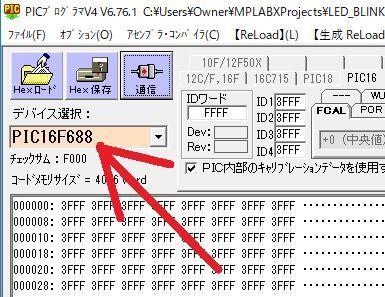 PICプログラマV4 V6.76.1 C:¥Users¥Owner¥MPLABXProjects¥LED_BLINK
ファイル(F) オプション(O) アセンブラ・コンパイラ(C) 【ReLoad】(L) 【生成 ReLoad
Hexロード Hex保存 通信
10F/12F50X
12C/F,16F 16C715 PIC18 PIC16
デバイス選択：
PIC16F688
チェックサム： F000
コードメモリサイズ=
IDワード
FFFF
Dev:
Rev:
ID1 3FFF
ID2 3FFF
ID3 3FFF
ID4 3FFF
---- WU
FCAL POR
+0 (中央値)
PIC内部のキャリブレーションデータを使用す
000000: 3FFF 3FFF 3FFF 3FFF 3FFF 3FFF 3FFF 3FFF
000008: 3FFF 3FFF 3FFF 3FFF 3FFF 3FFF 3FFF 3FFF
000010: 3FFF 3FFF 3FFF 3FFF 3FFF 3FFF 3FFF 3FFF
000018: 3FFF 3FFF 3FFF 3FFF 3FFF 3FFF 3FFF 3FFF
000020: 3FFF 3FFF 3FFF 3FFF 3FFF 3FFF 3FFF 3FFF
000028: 3FFF 3FFF 3FFF 3FFF 3FFF 3FFF 3FFF 3FFF